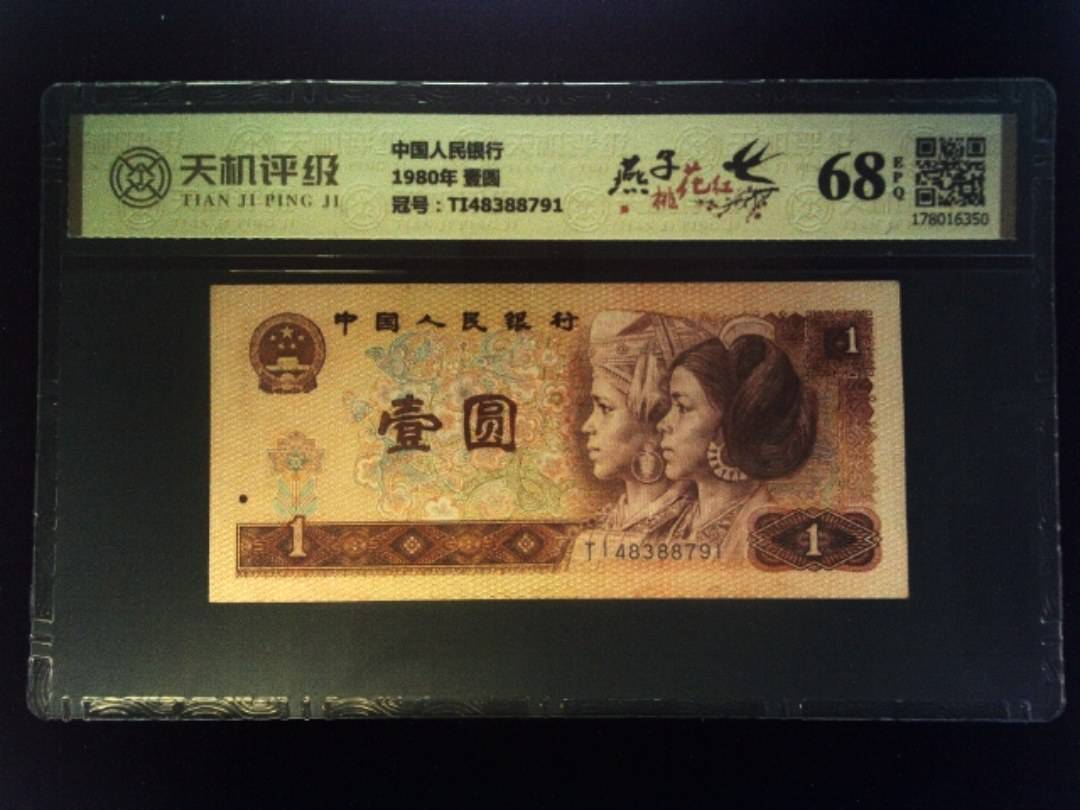 天机评级
TIAN JI PING JI
中国人民银行
1980年 壹圆
冠号：TI48388791
燕子
桃花红
68
EPQ
178016350
中国人民银行
1
壹圆
1
TI48388791
1